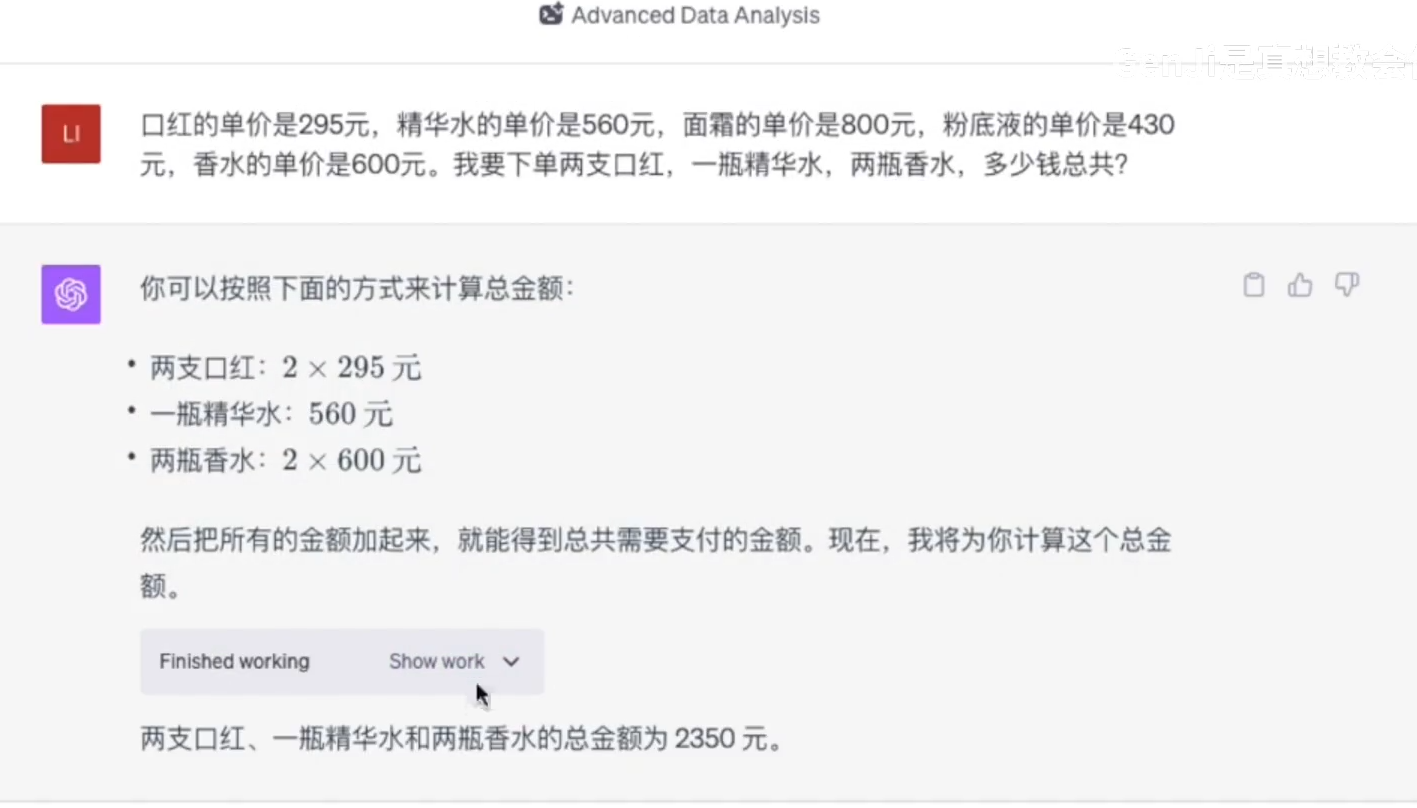 Advanced Data Analysis
LI
口红的单价是295元，精华水的单价是560元，面霜的单价是800元，粉底液的单价是430
元，香水的单价是600元。我要下单两支口红，一瓶精华水，两瓶香水，多少钱总共？
你可以按照下面的方式来计算总金额：
• 两支口红：2 × 295 元
• 一瓶精华水：560 元
• 两瓶香水：2 × 600 元
然后把所有的金额加起来，就能得到总共需要支付的金额。现在，我将为你计算这个总金
额。
Finished working Show work
两支口红、一瓶精华水和两瓶香水的总金额为 2350 元。